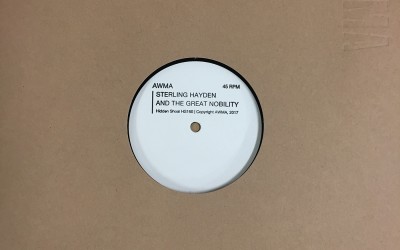 AWMA 45 RPM
STERLING HAYDEN
AND THE GREAT NOBILITY
Hidden Shoal HS160 | Copyright AWMA, 2017